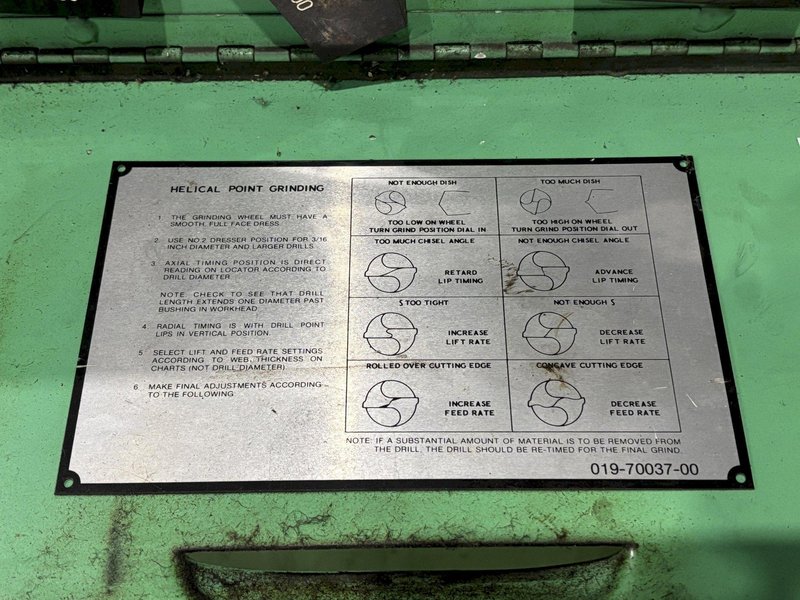 90
HELICAL POINT GRINDING
1. THE GRINDING WHEEL MUST HAVE A
SMOOTH, FULL FACE DRESS.
2. USE NO.2 DRESSER POSITION FOR 3/16
INCH DIAMETER AND LARGER DRILLS.
3. AXIAL TIMING POSITION IS DIRECT
READING ON LOCATOR ACCORDING TO
DRILL DIAMETER.
NOTE: CHECK TO SEE THAT DRILL
LENGTH EXTENDS ONE DIAMETER PAST
BUSHING IN WORKHEAD.
4. RADIAL TIMING IS WITH DRILL POINT
LIPS IN VERTICAL POSITION.
5. SELECT LIFT AND FEED RATE SETTINGS
ACCORDING TO WEB THICKNESS ON
CHARTS (NOT DRILL DIAMETER)
6. MAKE FINAL ADJUSTMENTS ACCORDING
TO THE FOLLOWING:
NOT ENOUGH DISH
TOO LOW ON WHEEL
TURN GRIND POSITION DIAL IN
TOO MUCH DISH
TOO HIGH ON WHEEL
TURN GRIND POSITION DIAL OUT
TOO MUCH CHISEL ANGLE
RETARD
LIP TIMING
NOT ENOUGH CHISEL ANGLE
ADVANCE
LIP TIMING
S TOO TIGHT
INCREASE
LIFT RATE
NOT ENOUGH S
DECREASE
LIFT RATE
ROLLED OVER CUTTING EDGE
INCREASE
FEED RATE
CONCAVE CUTTING EDGE
DECREASE
FEED RATE
NOTE: IF A SUBSTANTIAL AMOUNT OF MATERIAL IS TO BE REMOVED FROM
THE DRILL, THE DRILL SHOULD BE RE-TIMED FOR THE FINAL GRIND.
019-70037-00